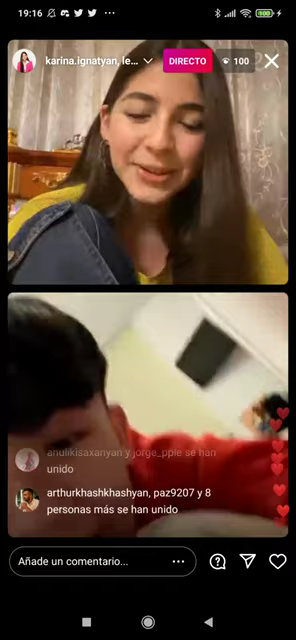 19:16
karina.ignatyan, le...
DIRECTO
100
anulikisaxanyan y jorge_pple se han
unido
arthurkhashkhashyan, paz9207 y 8
personas más se han unido
Añade un comentario...